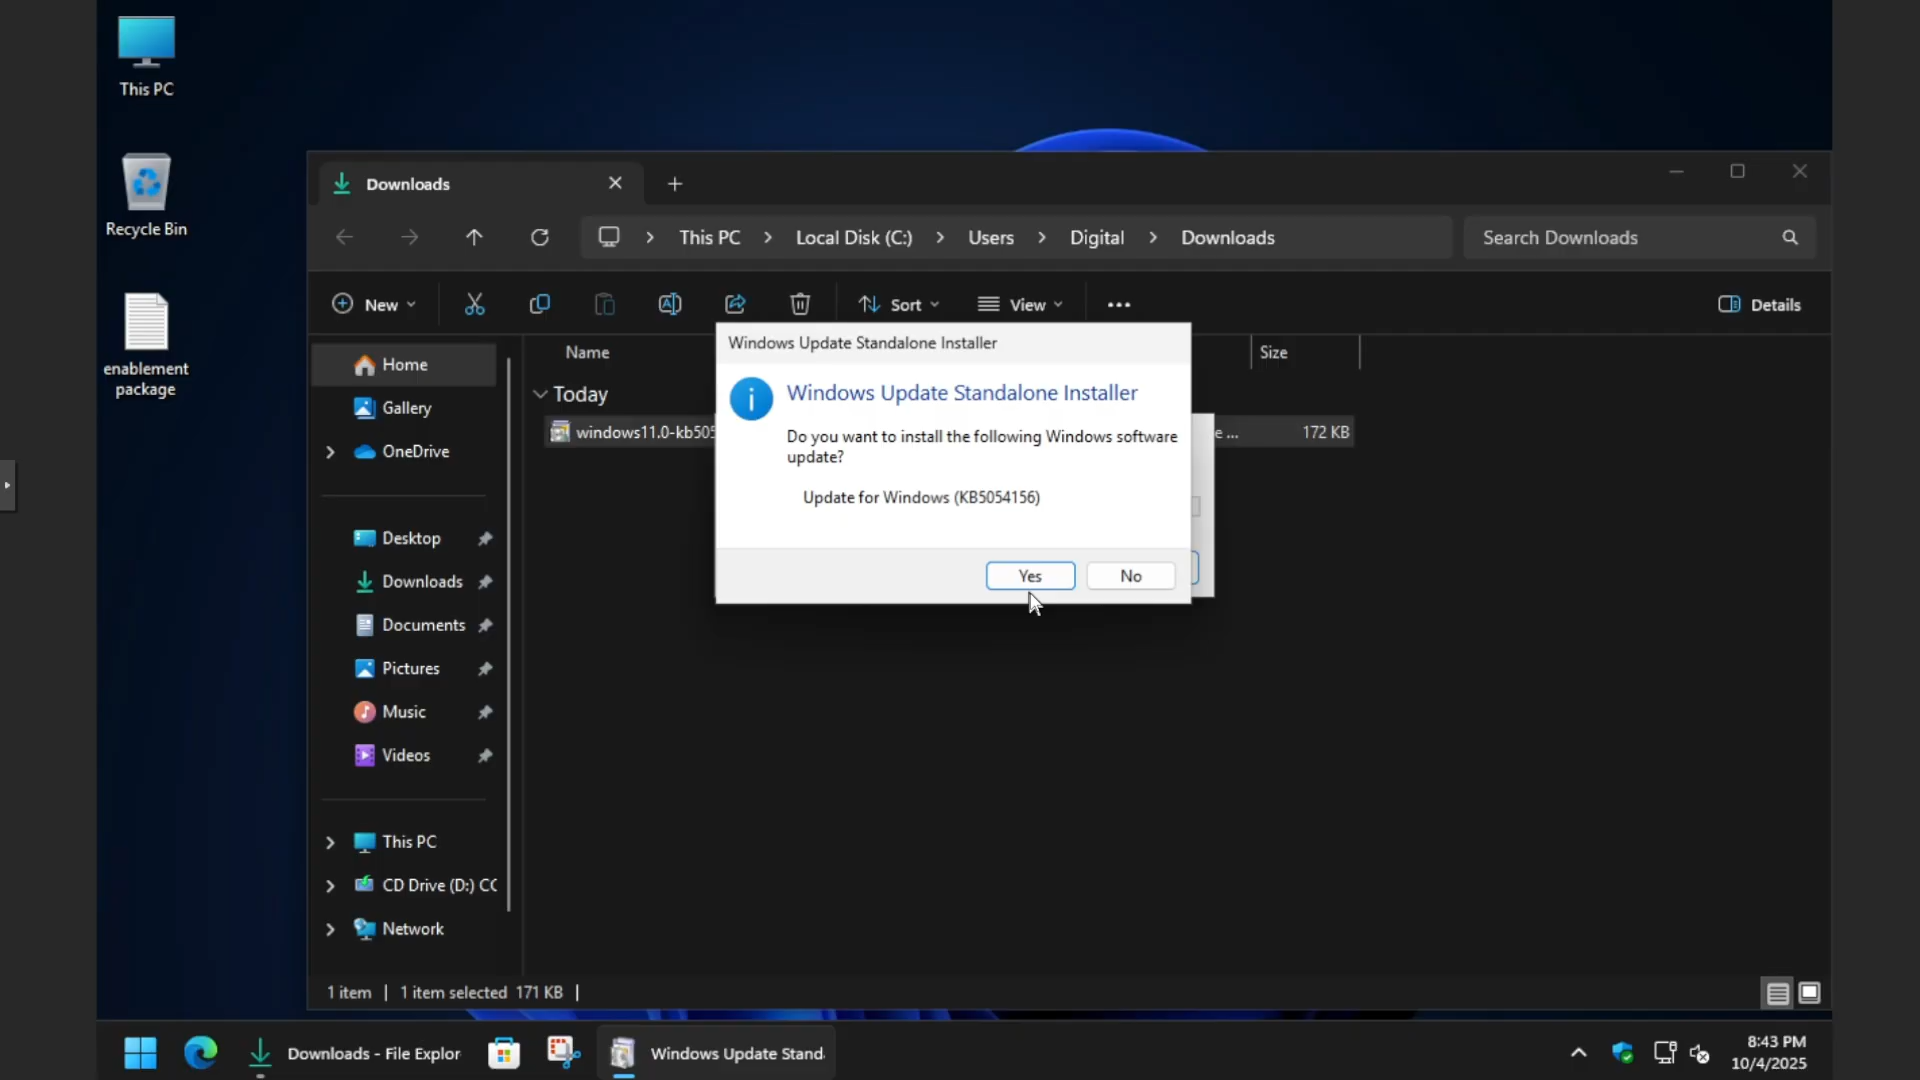 This PC
Recycle Bin
enablement
package
Downloads
This PC
Local Disk (C:)
Users
Digital
Downloads
Search Downloads
New
Sort
View
Details
Name
Size
Today
windows11.0-kb505
e ...
172 KB
Home
Gallery
OneDrive
Desktop
Downloads
Documents
Pictures
Music
Videos
This PC
CD Drive (D:) CC
Network
Windows Update Standalone Installer
Windows Update Standalone Installer
Do you want to install the following Windows software
update?
Update for Windows (KB5054156)
Yes
No
1 item
1 item selected 171 KB
Downloads - File Explor
Windows Update Stand
8:43 PM
10/4/2025